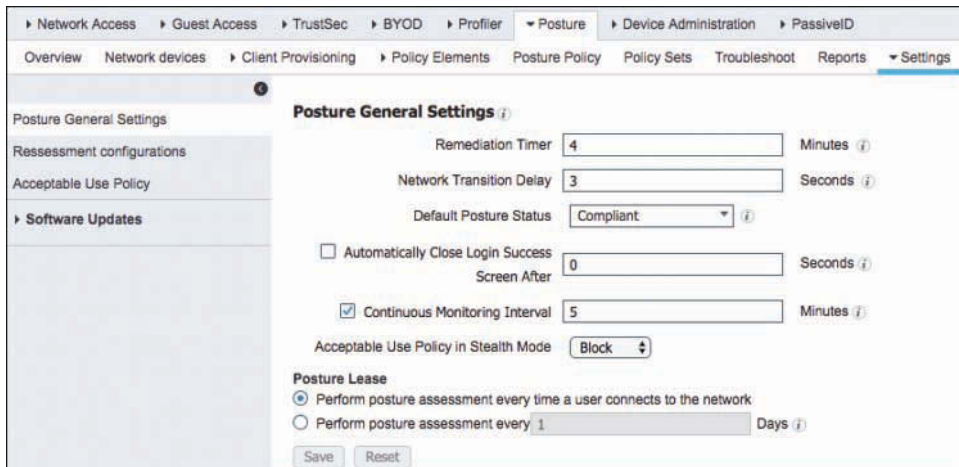 Network Access Guest Access TrustSec BYOD Profiler Posture Device Administration PassiveID
Overview Network devices Client Provisioning Policy Elements Posture Policy Policy Sets Troubleshoot Reports Settings
Posture General Settings
Ressessment configurations
Acceptable Use Policy
Software Updates
Posture General Settings
Remediation Timer 4 Minutes
Network Transition Delay 3 Seconds
Default Posture Status Compliant
Automatically Close Login Success
Screen After 0 Seconds
Continuous Monitoring Interval 5 Minutes
Acceptable Use Policy in Stealth Mode Block
Posture Lease
Perform posture assessment every time a user connects to the network
Perform posture assessment every 1 Days
Save Reset